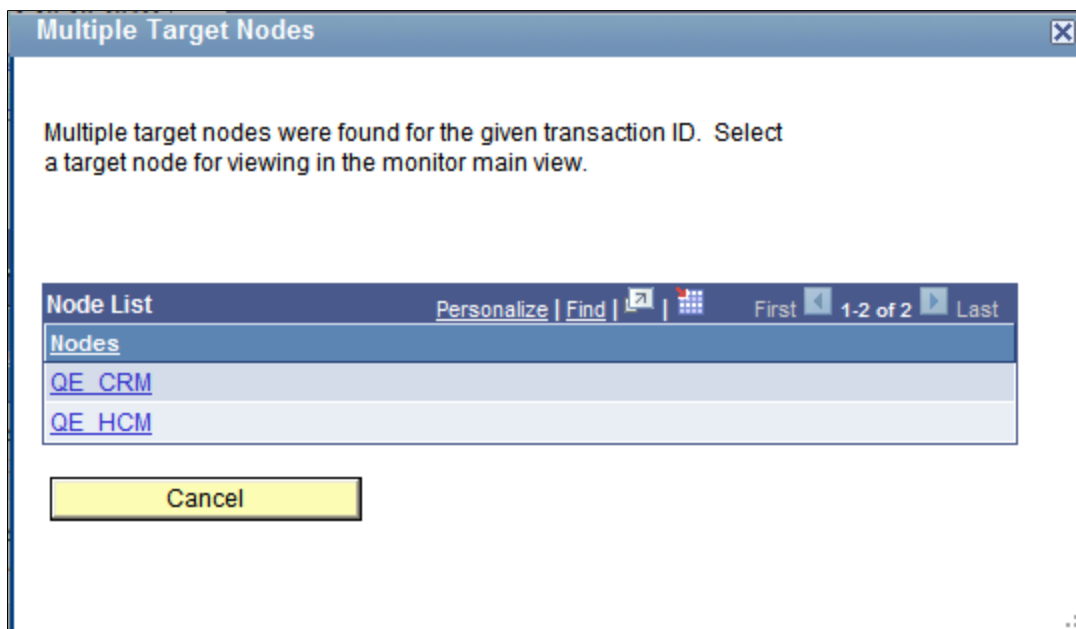 Multiple Target Nodes
Multiple target nodes were found for the given transaction ID.  Select
a target node for viewing in the monitor main view.
Node List Personalize | Find | | First 1-2 of 2 Last
Nodes
QE_CRM
QE_HCM
Cancel